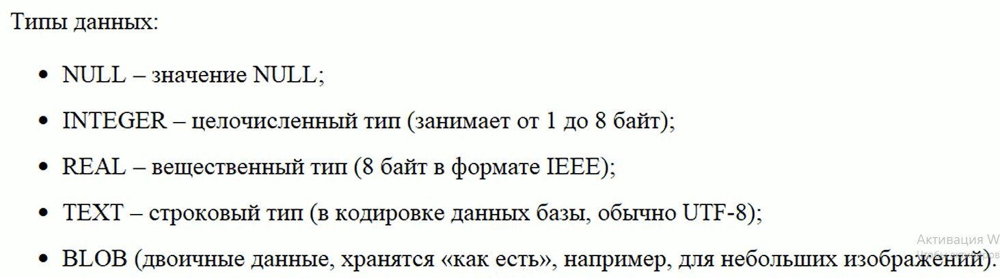 Типы данных:
• NULL – значение NULL;
• INTEGER – целочисленный тип (занимает от 1 до 8 байт);
• REAL – вещественный тип (8 байт в формате IEEE);
• TEXT – строковый тип (в кодировке данных базы, обычно UTF-8);
Активация W
• BLOB (двоичные данные, хранятся «как есть», например, для небольших изображений).